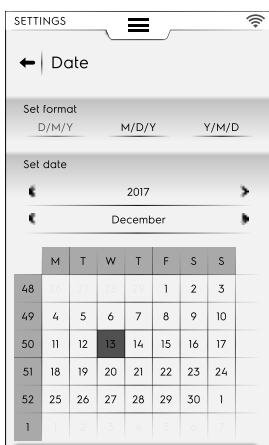 SETTINGS
Date
Set format
D/M/Y M/D/Y Y/M/D
Set date
2017
December
M T W T F S S
48 1 2 3
49 4 5 6 7 8 9 10
50 11 12 13 14 15 16 17
51 18 19 20 21 22 23 24
52 25 26 27 28 29 30 1
1